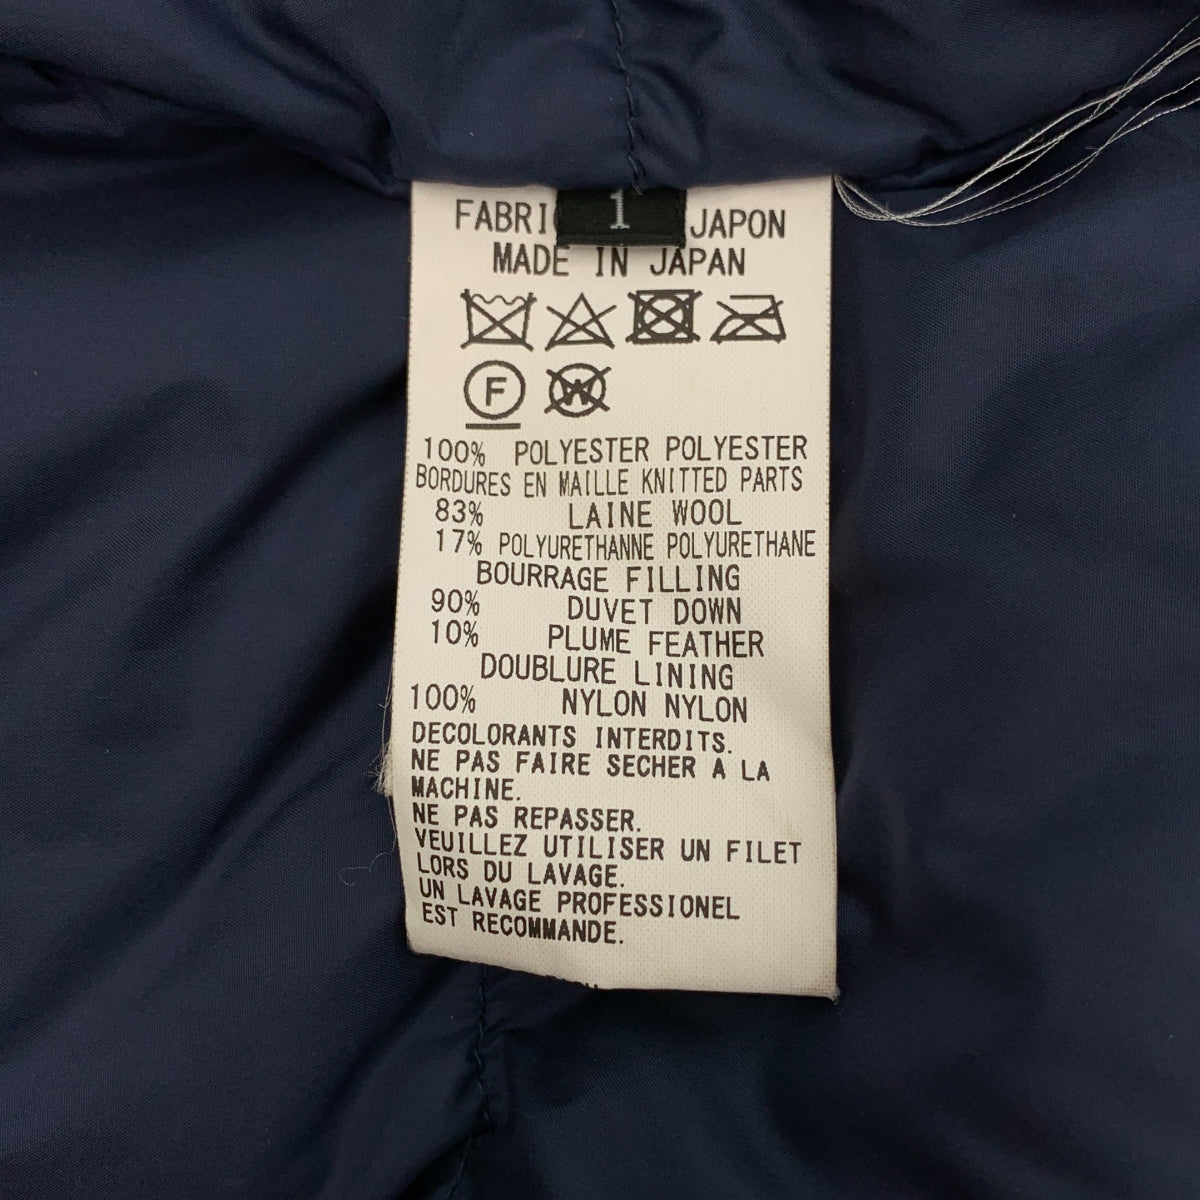 FABRI 1 JAPON
MADE IN JAPAN
F W
100% POLYESTER POLYESTER
BORDURES EN MAILLE KNITTED PARTS
83% LAINE WOOL
17% POLYURETHANNE POLYURETHANE
BOURRAGE FILLING
90% DUVET DOWN
10% PLUME FEATHER
DOUBLURE LINING
100% NYLON NYLON
DECOLORANTS INTERDITS.
NE PAS FAIRE SECHER A LA
MACHINE.
NE PAS REPASSER.
VEUILLEZ UTILISER UN FILET
LORS DU LAVAGE.
UN LAVAGE PROFESSIONEL
EST RECOMMANDE.